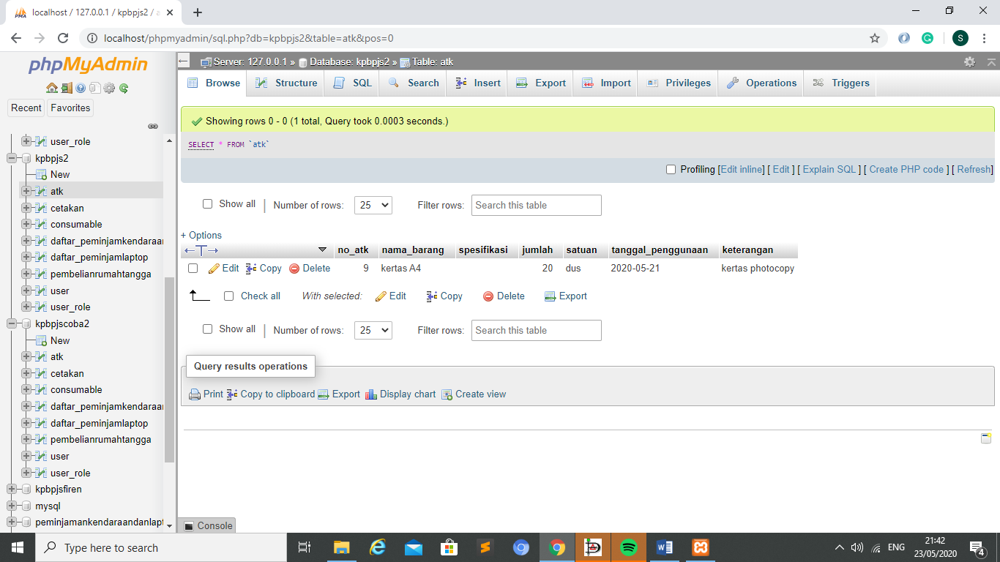 localhost / 127.0.0.1 / kpbpjs2 / a
localhost/phpmyadmin/sql.php?db=kpbpjs2&table=atk&pos=0
S
phpMyAdmin
Recent
Favorites
user_role
kpbpjs2
New
atk
cetakan
consumable
daftar_peminjamkendaraan
daftar_peminjamlaptop
pembelianrumahtangga
user
user_role
kpbpjscoba2
New
atk
cetakan
consumable
daftar_peminjamkendaraan
daftar_peminjamlaptop
pembelianrumahtangga
user
user_role
kpbpjsfiren
mysql
peminjamankendaraandanlapt
Server: 127.0.0.1 » Database: kpbpjs2 » Table: atk
Browse Structure SQL Search Insert Export Import Privileges Operations Triggers
Showing rows 0 - 0 (1 total, Query took 0.0003 seconds.)
SELECT * FROM `atk`
Profiling [Edit inline] [ Edit ] [ Explain SQL ] [ Create PHP code ] [ Refresh]
Show all | Number of rows: 25 Filter rows: Search this table
+ Options
no_atk nama_barang spesifikasi jumlah satuan tanggal_penggunaan keterangan
Edit Copy Delete 9 kertas A4 20 dus 2020-05-21 kertas photocopy
Check all With selected: Edit Copy Delete Export
Show all | Number of rows: 25 Filter rows: Search this table
Query results operations
Print Copy to clipboard Export Display chart Create view
Console
Type here to search
ENG
21:42
23/05/2020
4